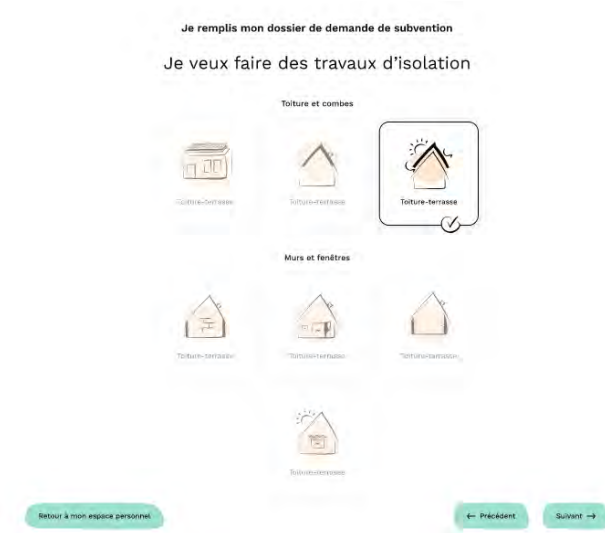 Je remplis mon dossier de demande de subvention
Je veux faire des travaux d’isolation
Toiture et combes
Toiture-terrasse Toiture-terrasse Toiture-terrasse
Murs et fenêtres
Toiture-terrasse Toiture-terrasse Toiture-terrasse
Toiture-terrasse
Retour à mon espace personnel ← Précédent Suivant →